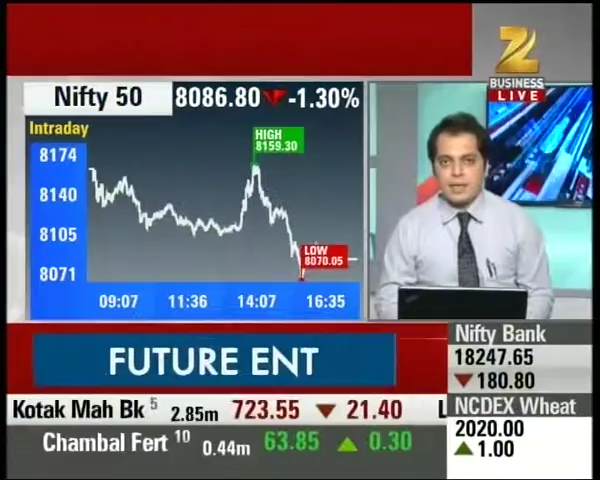 Z
BUSINESS
LIVE
Nifty 50 8086.80 ▼ -1.30%
Intraday
HIGH
8159.30
8174
8140
8105
8071
LOW
8070.05
09:07 11:36 14:07 16:35
FUTURE ENT
Nifty Bank
18247.65
▼ 180.80
Kotak Mah Bk 5 2.85m 723.55 ▼ 21.40 L
NCDEX Wheat
2020.00
▲ 1.00
Chambal Fert 10 0.44m 63.85 ▲ 0.30